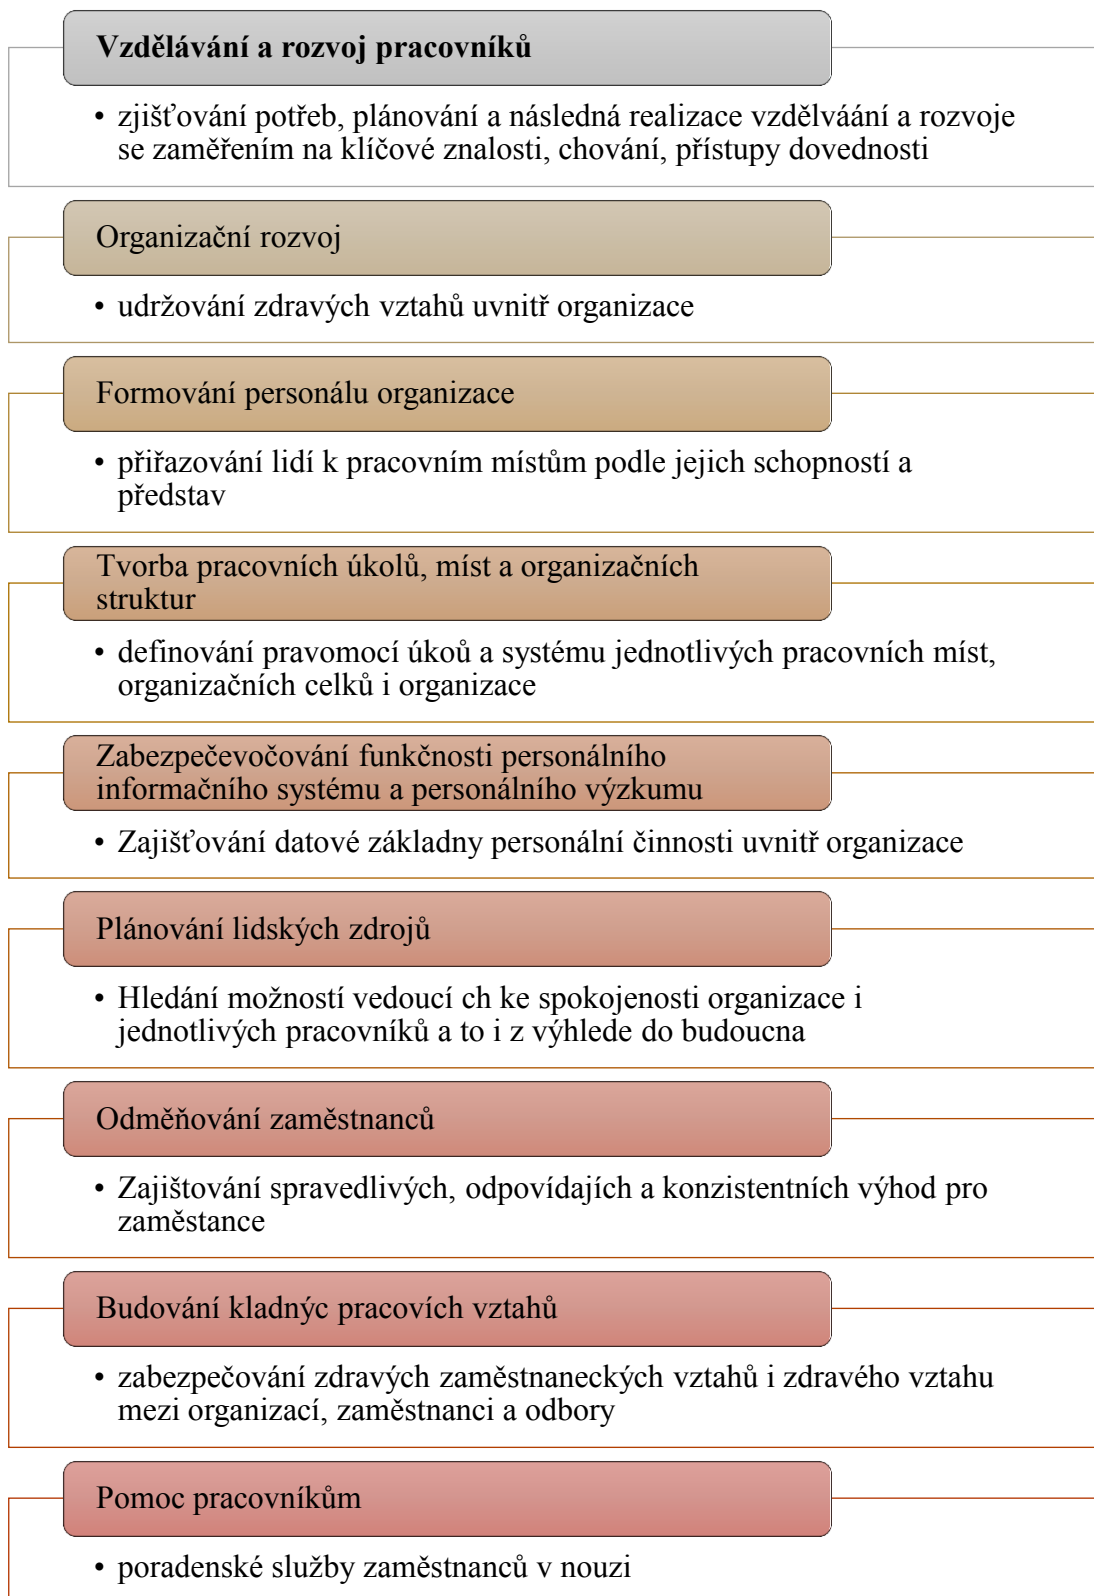 Vzdělávání a rozvoj pracovníků
• zjišťování potřeb, plánování a následná realizace vzdělváání a rozvoje
se zaměřením na klíčové znalosti, chování, přístupy dovednosti
Organizační rozvoj
• udržování zdravých vztahů uvnitř organizace
Formování personálu organizace
• přiřazování lidí k pracovním místům podle jejich schopností a
představ
Tvorba pracovních úkolů, míst a organizačních
struktur
• definování pravomocí úkoů a systému jednotlivých pracovních míst,
organizačních celků i organizace
Zabezpečevočování funkčnosti personálního
informačního systému a personálního výzkumu
• Zajišťování datové základny personální činnosti uvnitř organizace
Plánování lidských zdrojů
• Hledání možností vedoucí ch ke spokojenosti organizace i
jednotlivých pracovníků a to i z výhlede do budoucna
Odměňování zaměstnanců
• Zajištování spravedlivých, odpovídajích a konzistentních výhod pro
zaměstance
Budování kladnýc pracovích vztahů
• zabezpečování zdravých zaměstnaneckých vztahů i zdravého vztahu
mezi organizací, zaměstnanci a odbory
Pomoc pracovníkům
• poradenské služby zaměstnanců v nouzi